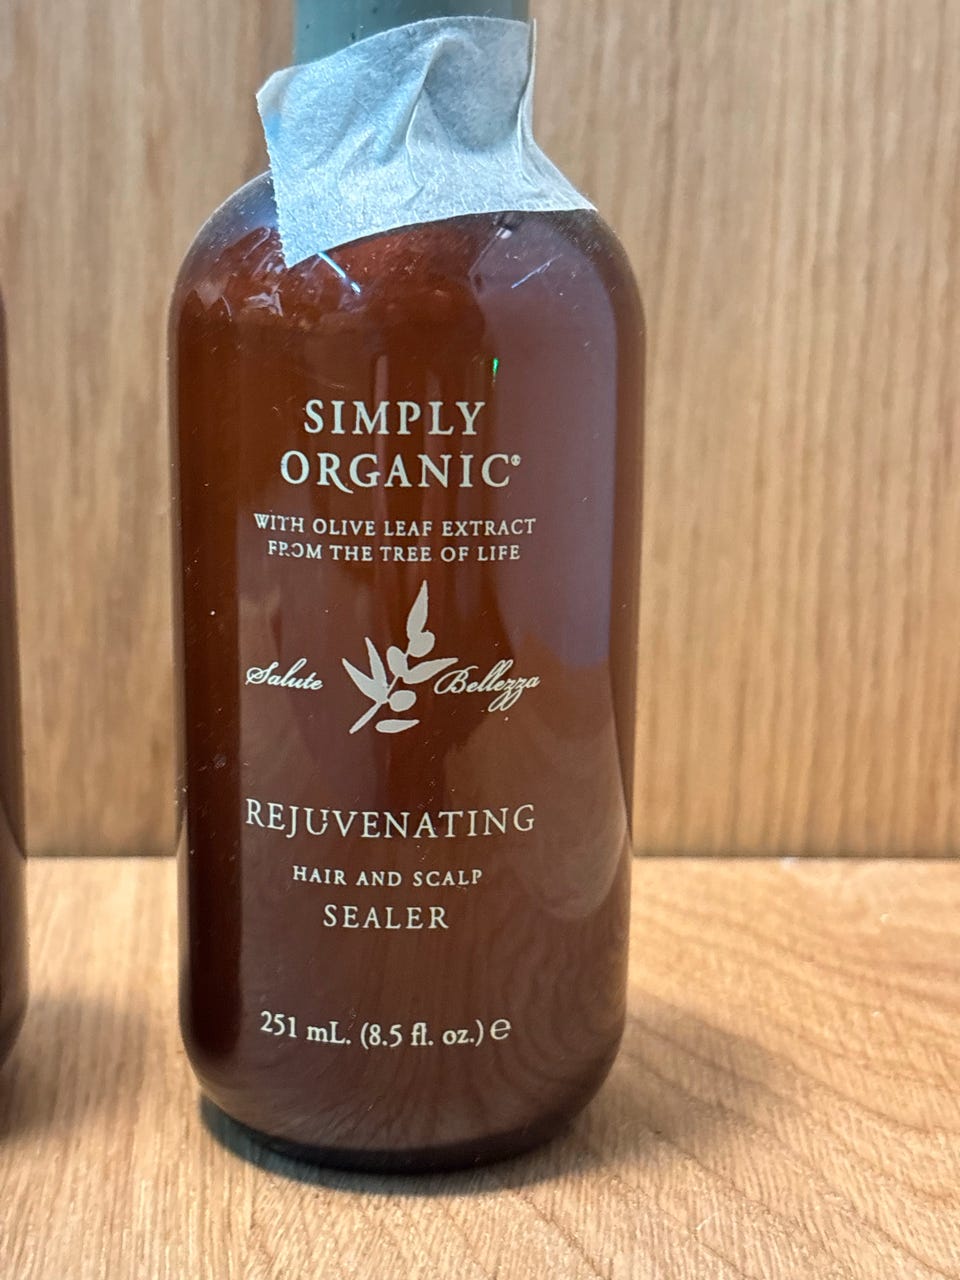 SIMPLY
ORGANIC®
WITH OLIVE LEAF EXTRACT
FROM THE TREE OF LIFE
Salute Bellezza
REJUVENATING
HAIR AND SCALP
SEALER
251 mL. (8.5 fl. oz.) ℮